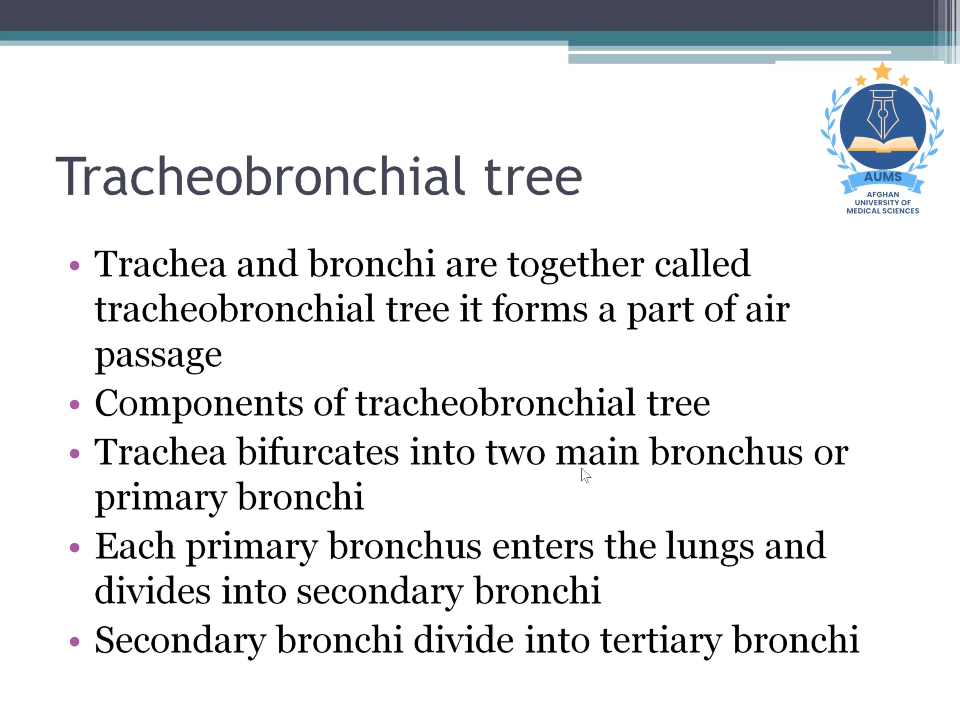 AUMS
AFGHAN
UNIVERSITY OF
MEDICAL SCIENCES
Tracheobronchial tree
• Trachea and bronchi are together called
tracheobronchial tree it forms a part of air
passage
• Components of tracheobronchial tree
• Trachea bifurcates into two main bronchus or
primary bronchi
• Each primary bronchus enters the lungs and
divides into secondary bronchi
• Secondary bronchi divide into tertiary bronchi